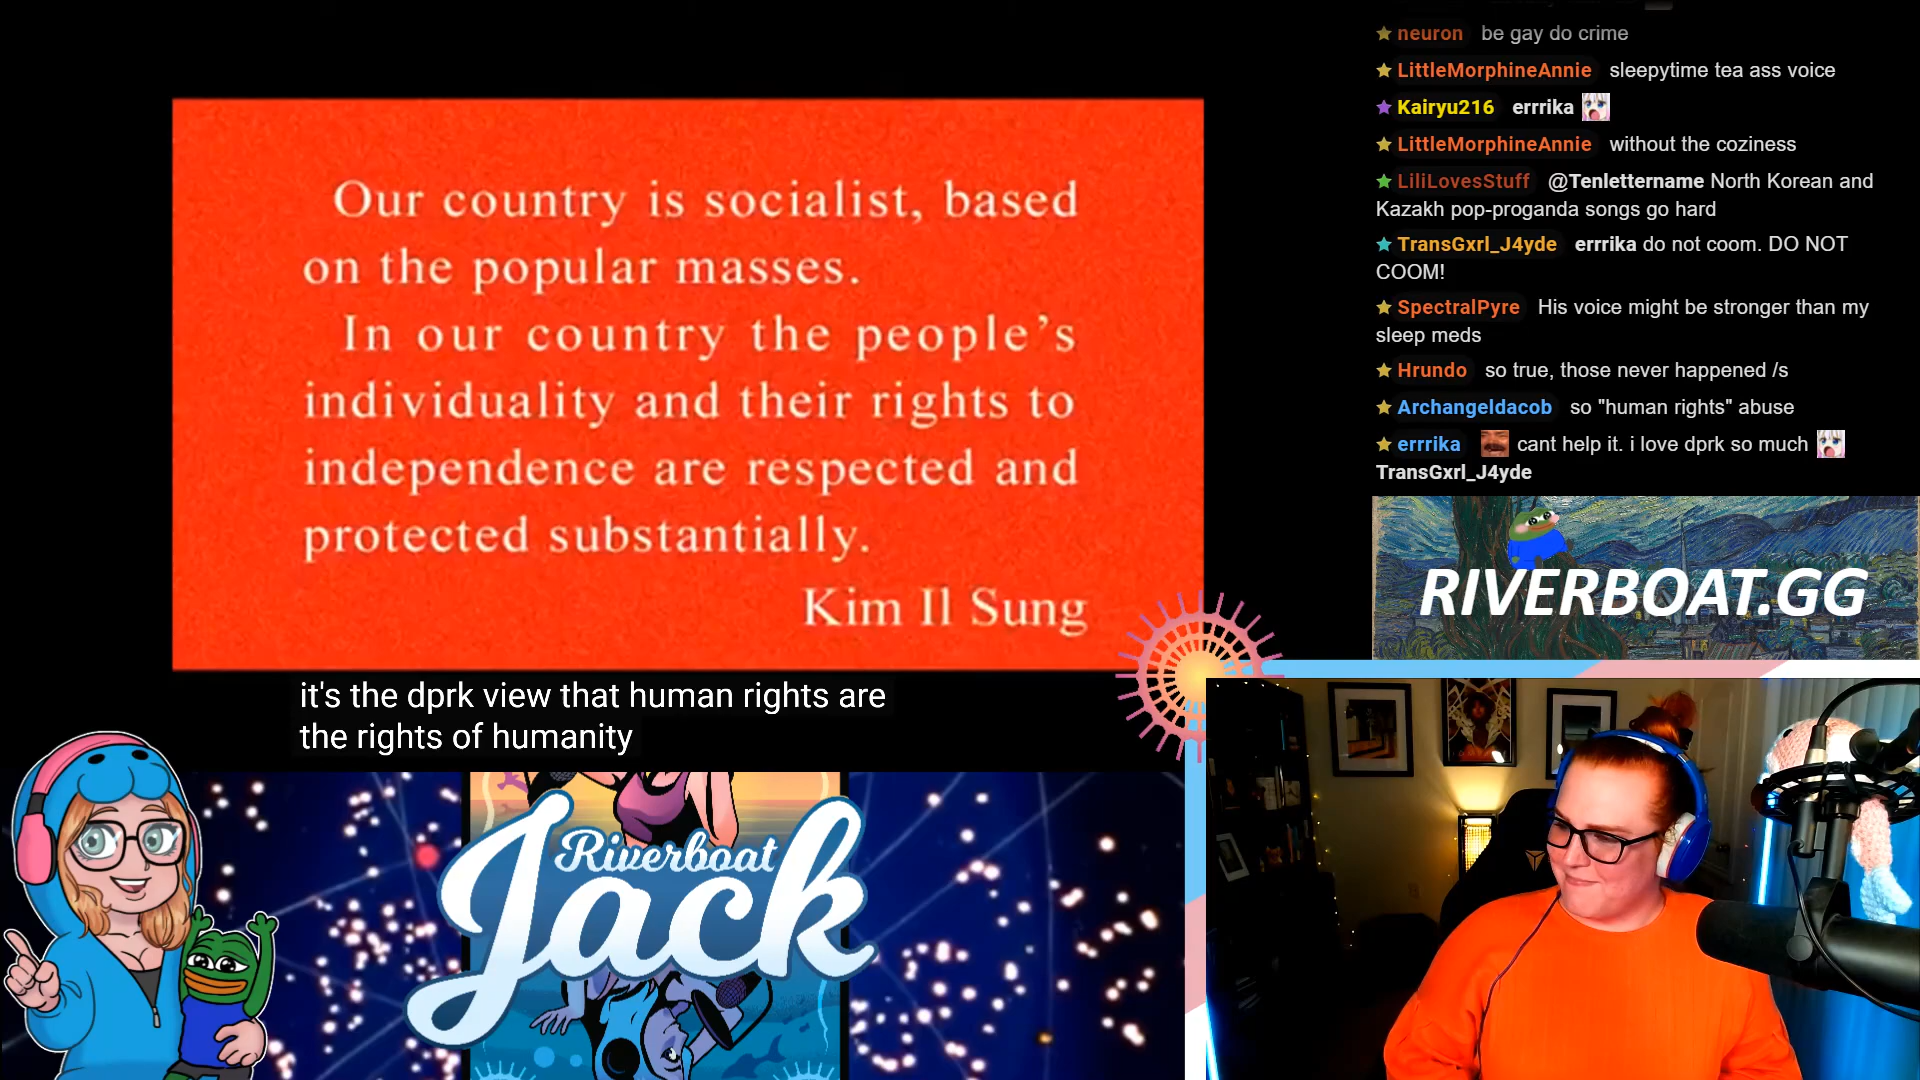 Our country is socialist, based
on the popular masses.
In our country the people's
individuality and their rights to
independence are respected and
protected substantially.
Kim Il Sung
it's the dprk view that human rights are
the rights of humanity
Riverboat
Jack
neuron be gay do crime
LittleMorphineAnnie sleepytime tea ass voice
Kairyu216 errrika
LittleMorphineAnnie without the coziness
LiliLovesStuff @Tenlettername North Korean and
Kazakh pop-proganda songs go hard
TransGxrl_J4yde errrika do not coom. DO NOT
COOM!
SpectralPyre His voice might be stronger than my
sleep meds
Hrundo so true, those never happened /s
Archangeldacob so "human rights" abuse
errrika cant help it. i love dprk so much
TransGxrl_J4yde
RIVERBOAT.GG